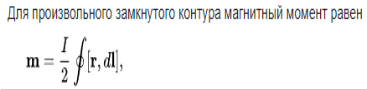 Для произвольного замкнутого контура магнитный момент равен
m = I/2 ∮[r, dl],